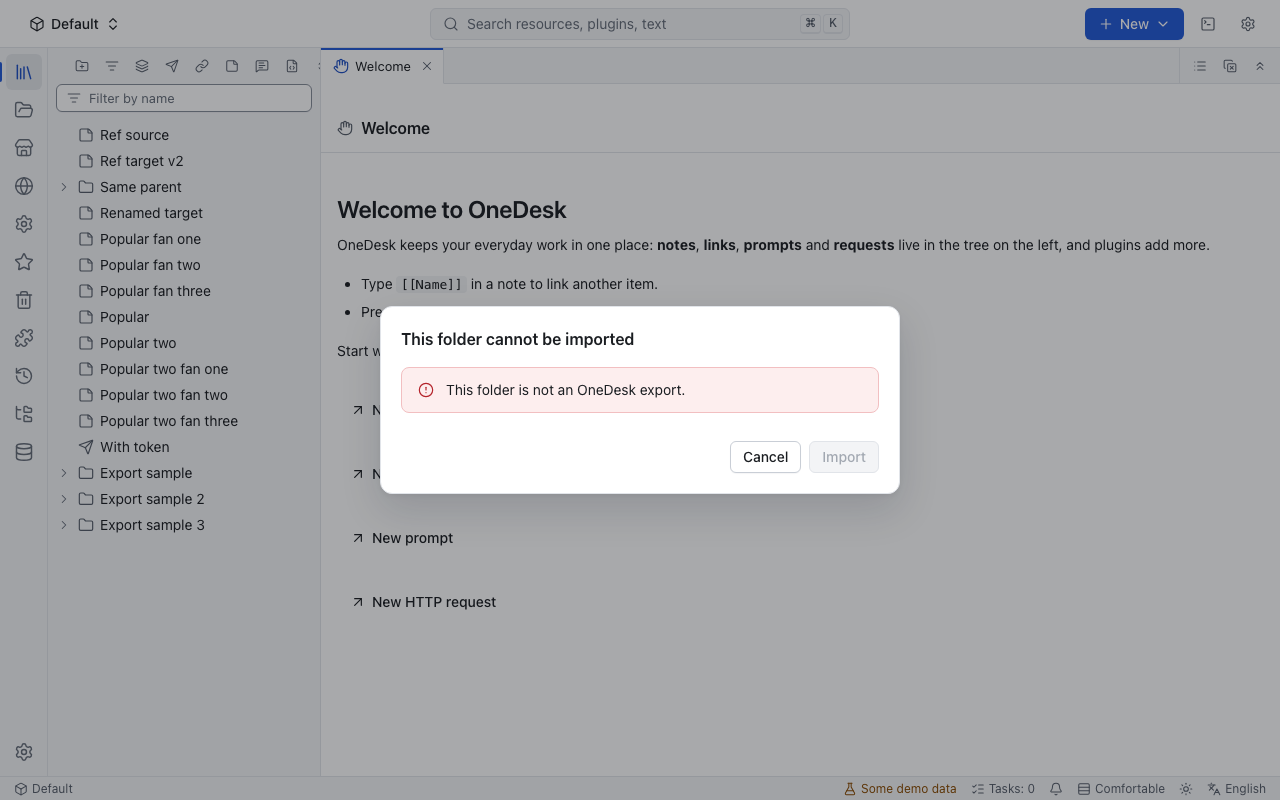 Default
Search resources, plugins, text
⌘ K
New
Welcome
Filter by name
Ref source
Ref target v2
Same parent
Renamed target
Popular fan one
Popular fan two
Popular fan three
Popular
Popular two
Popular two fan one
Popular two fan two
Popular two fan three
With token
Export sample
Export sample 2
Export sample 3
Welcome
Welcome to OneDesk
OneDesk keeps your everyday work in one place: notes, links, prompts and requests live in the tree on the left, and plugins add more.
Type [[Name]] in a note to link another item.
Start
This folder cannot be imported
This folder is not an OneDesk export.
Cancel
Import
New prompt
New HTTP request
Default
Some demo data
Tasks: 0
Comfortable
English